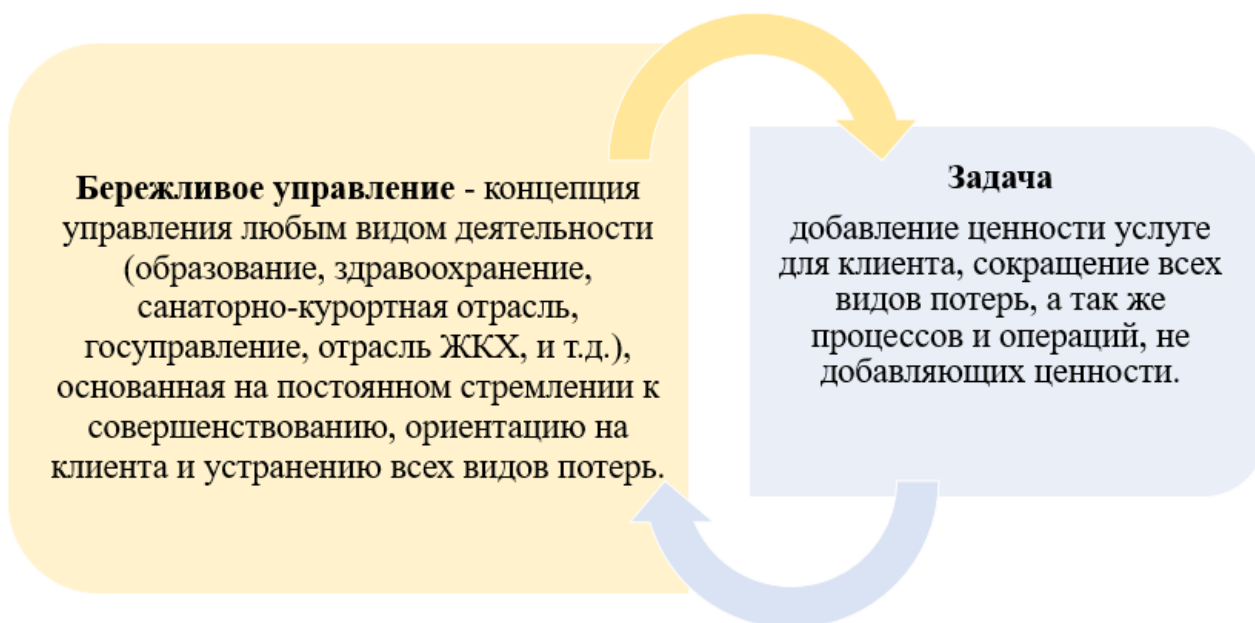 Бережливое управление - концепция
управления любым видом деятельности
(образование, здравоохранение,
санаторно-курортная отрасль,
госуправление, отрасль ЖКХ, и т.д.),
основанная на постоянном стремлении к
совершенствованию, ориентацию на
клиента и устранению всех видов потерь.
Задача
добавление ценности услуге
для клиента, сокращение всех
видов потерь, а так же
процессов и операций, не
добавляющих ценности.